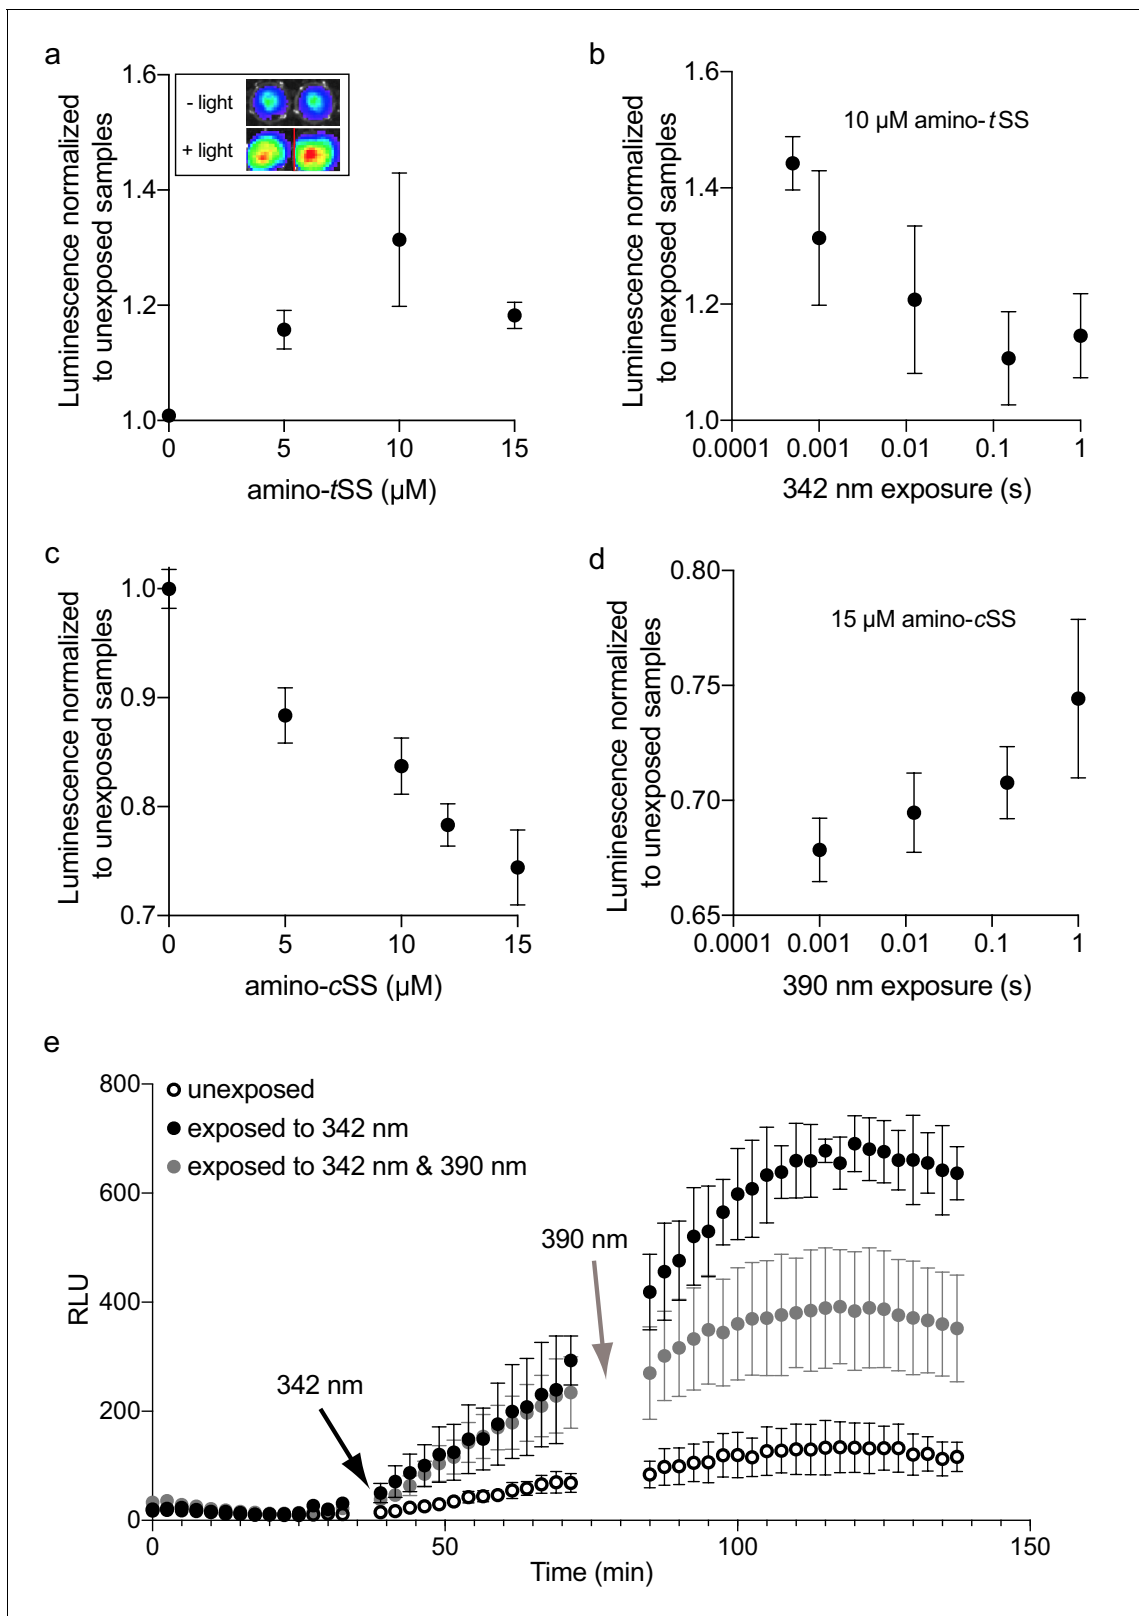 a
1.6
1.4
1.2
1.0
0
5
10
15
Luminescence normalized
to unexposed samples
amino-tSS (µM)
- light
+ light
b
1.6
1.4
1.2
1.0
0.0001
0.001
0.01
0.1
1
Luminescence normalized
to unexposed samples
342 nm exposure (s)
10 µM amino-tSS
c
1.0
0.9
0.8
0.7
0
5
10
15
Luminescence normalized
to unexposed samples
amino-cSS (µM)
d
0.80
0.75
0.70
0.65
0.0001
0.001
0.01
0.1
1
Luminescence normalized
to unexposed samples
390 nm exposure (s)
15 µM amino-cSS
e
800
600
400
200
0
RLU
unexposed
exposed to 342 nm
exposed to 342 nm & 390 nm
342 nm
390 nm
0
50
100
150
Time (min)